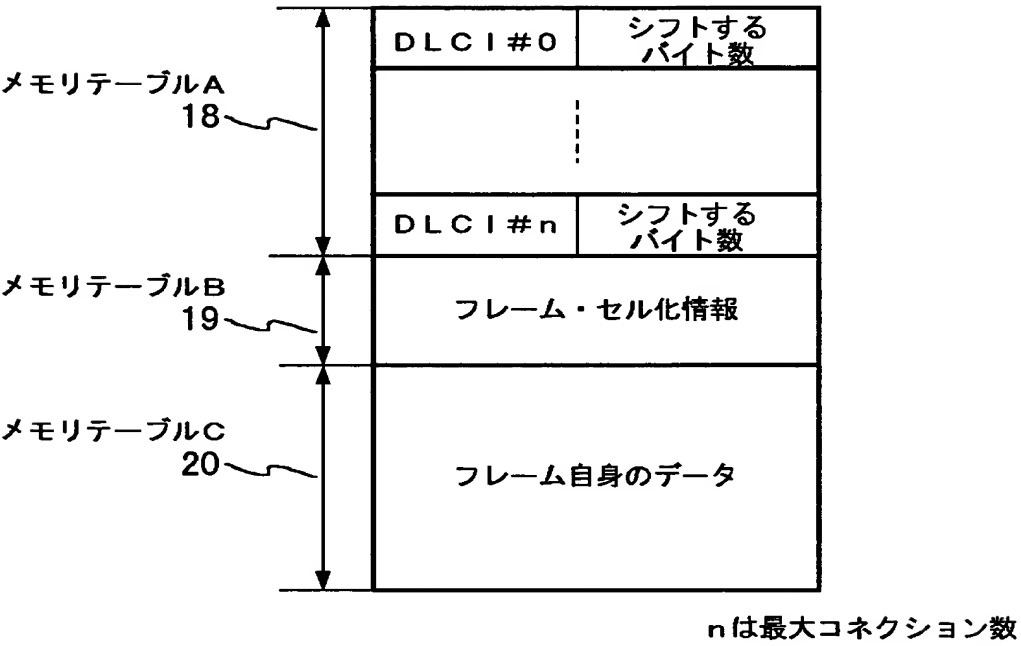 DLCI#0
シフトする
バイト数
メモリテーブルA
18
DLCI#n
シフトする
バイト数
メモリテーブルB
19
フレーム・セル化情報
メモリテーブルC
20
フレーム自身のデータ
nは最大コネクション数